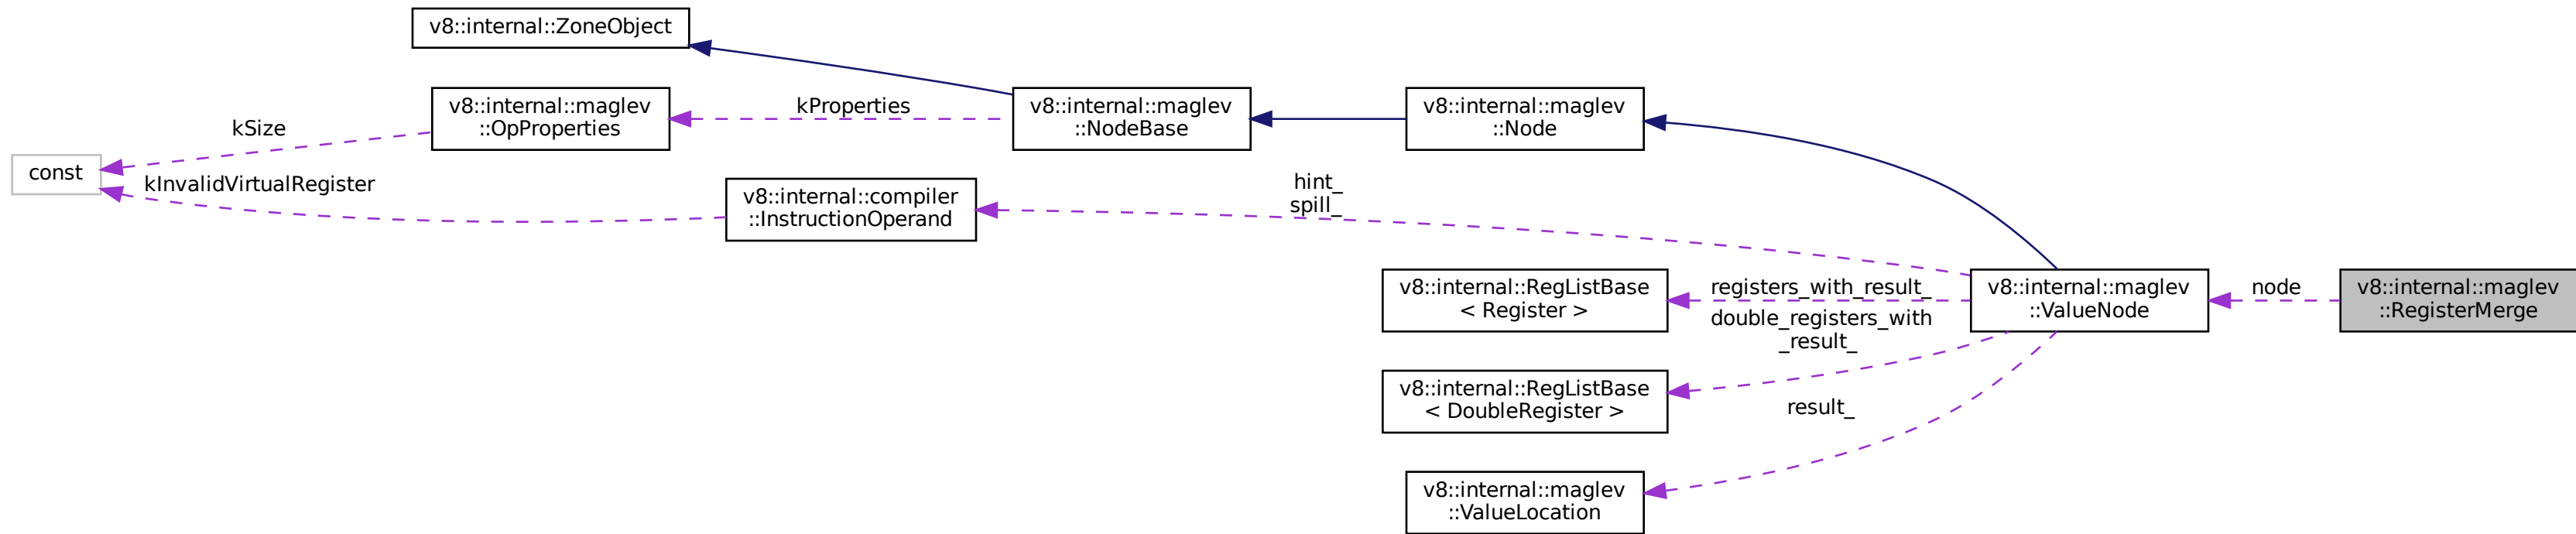 v8::internal::ZoneObject
v8::internal::maglev
::OpProperties
kProperties
v8::internal::maglev
::NodeBase
v8::internal::maglev
::Node
kSize
const
kInvalidVirtualRegister
v8::internal::compiler
::InstructionOperand
hint_
spill_
v8::internal::RegListBase
< Register >
registers_with_result_
double_registers_with
_result_
v8::internal::maglev
::ValueNode
node
v8::internal::maglev
::RegisterMerge
v8::internal::RegListBase
< DoubleRegister >
result_
v8::internal::maglev
::ValueLocation